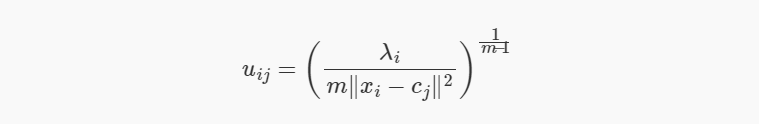 u_{ij} = \left( \frac{\lambda_i}{m \| x_i - c_j \|^2} \right)^{\frac{1}{m-1}}